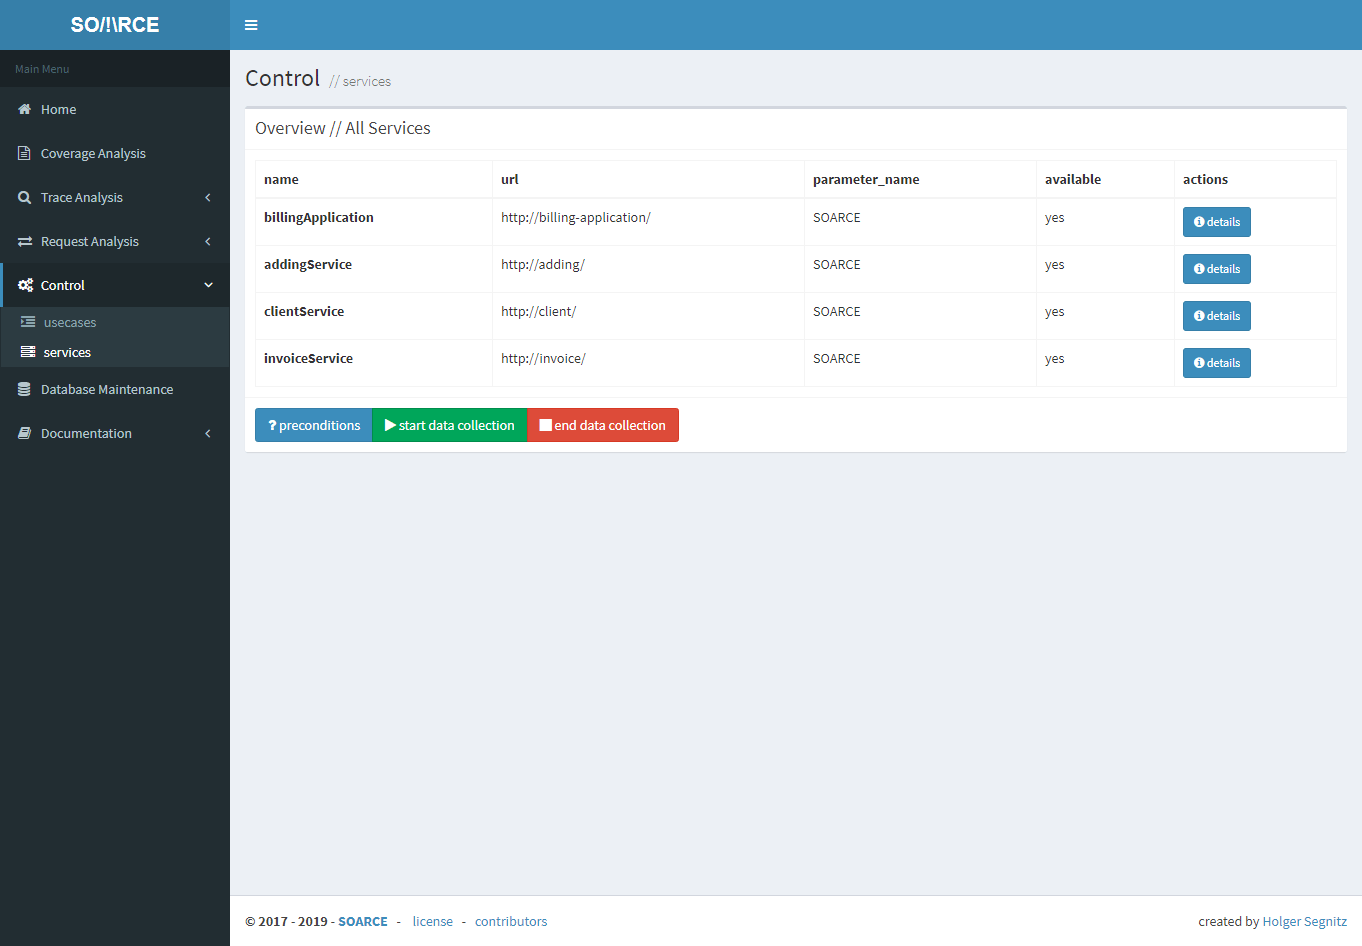 SO/!\\RCE
Main Menu
Home
Coverage Analysis
Trace Analysis
Request Analysis
Control
usecases
services
Database Maintenance
Documentation
Control // services
Overview // All Services
name url parameter_name available actions
billingApplication http://billing-application/ SOARCE yes details
addingService http://adding/ SOARCE yes details
clientService http://client/ SOARCE yes details
invoiceService http://invoice/ SOARCE yes details
? preconditions start data collection end data collection
© 2017 - 2019 - SOARCE - license - contributors created by Holger Segnitz